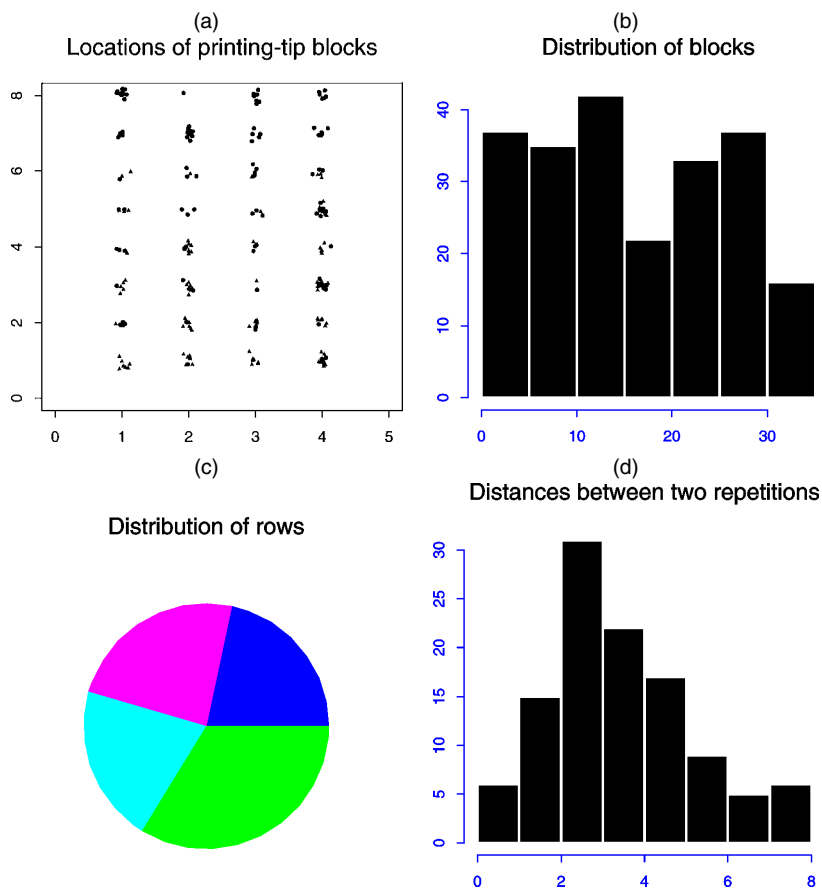 (a)
Locations of printing-tip blocks
8
6
4
2
0
0 1 2 3 4 5
(b)
Distribution of blocks
40
30
20
10
0
0 10 20 30
(c)
Distribution of rows
(d)
Distances between two repetitions
30
25
20
15
10
5
0
0 2 4 6 8